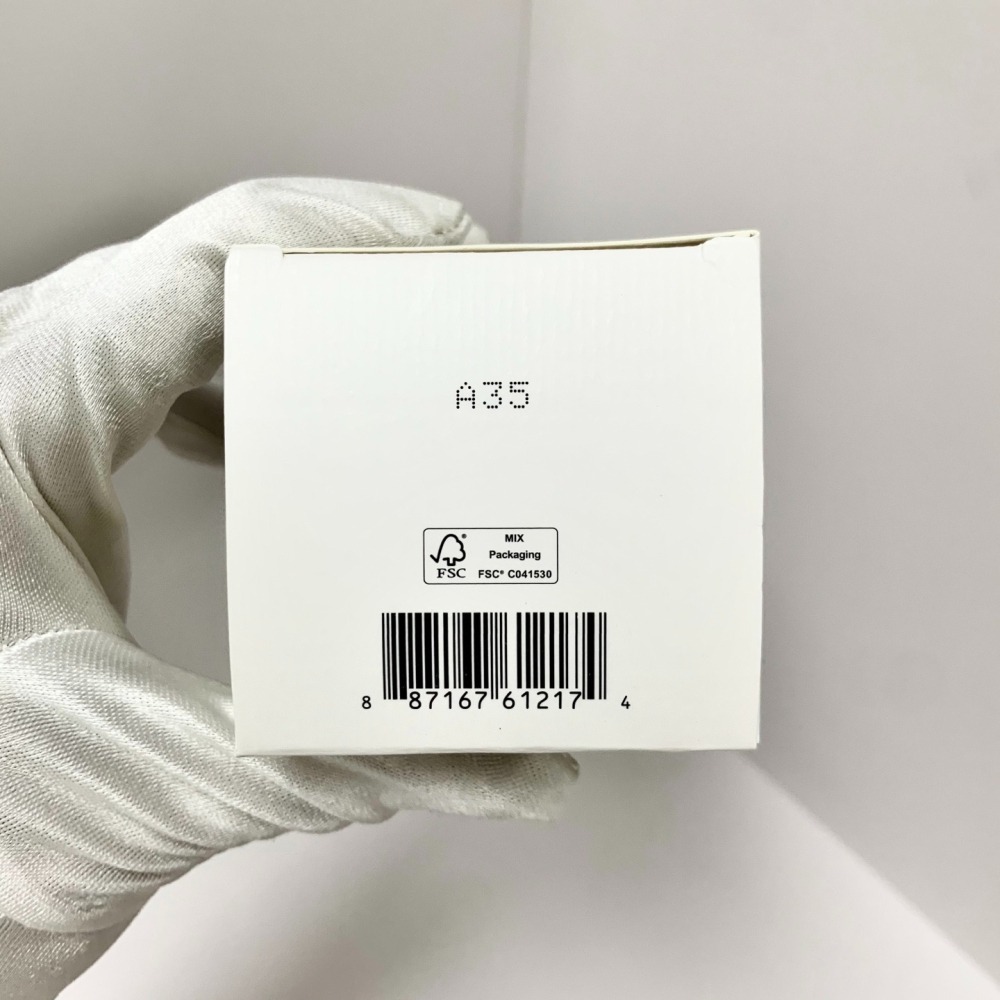 A35
MIX
Packaging
FSC® C041530
FSC®
8 87167 61217 4